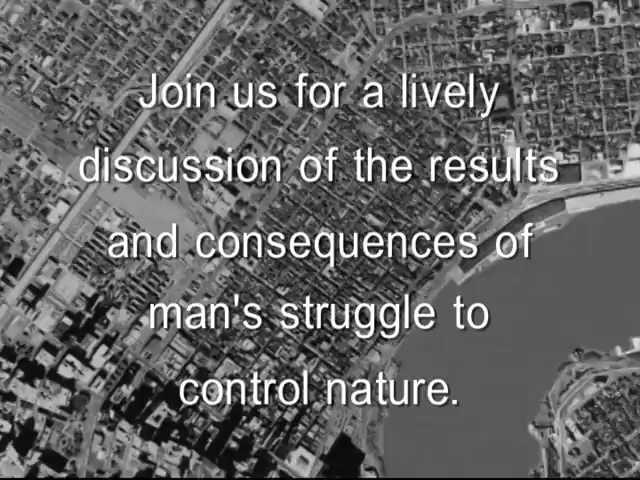 Join us for a lively
discussion of the results
and consequences of
man's struggle to
control nature.